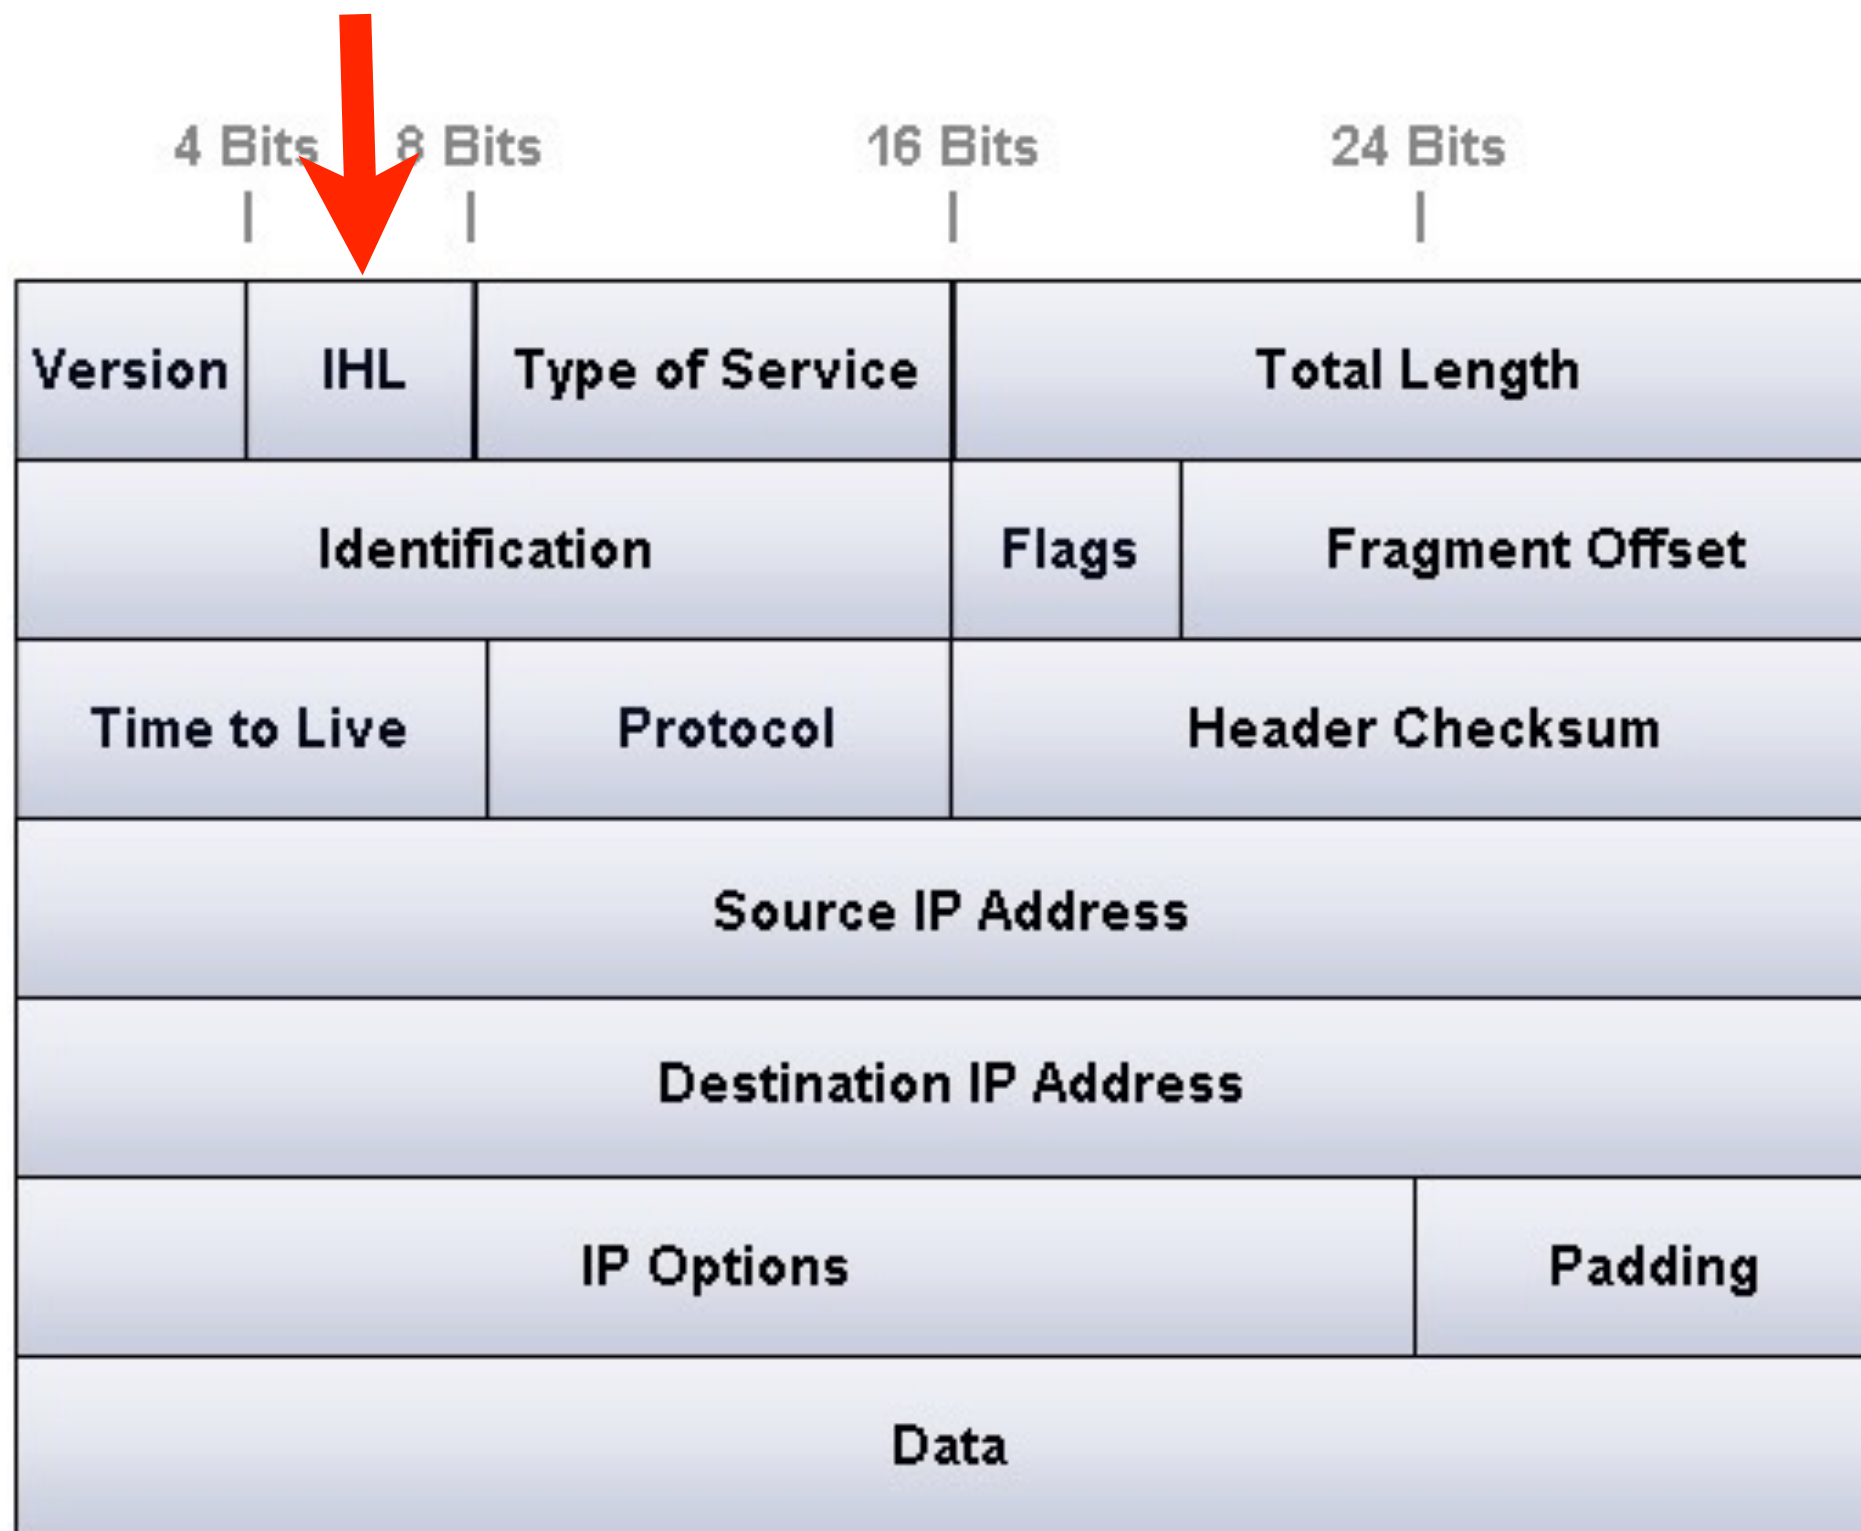 4 Bits 8 Bits 16 Bits 24 Bits
Version IHL Type of Service Total Length
Identification Flags Fragment Offset
Time to Live Protocol Header Checksum
Source IP Address
Destination IP Address
IP Options Padding
Data